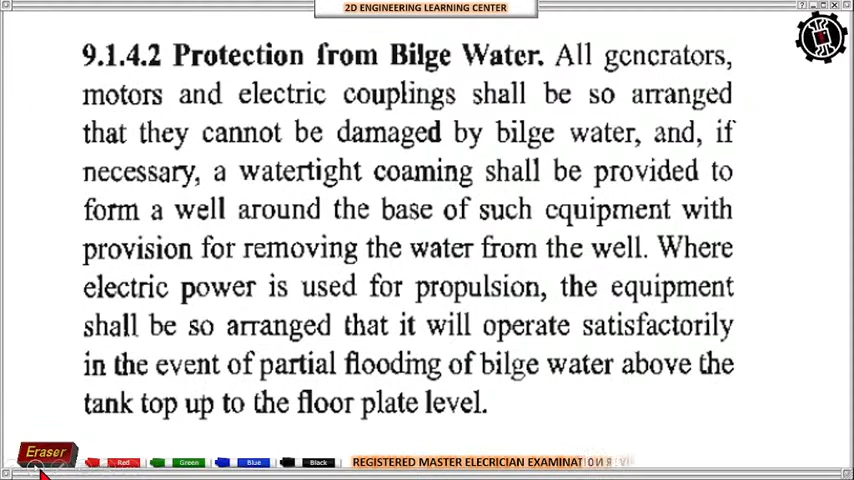 2D ENGINEERING LEARNING CENTER
9.1.4.2 Protection from Bilge Water. All generators,
motors and electric couplings shall be so arranged
that they cannot be damaged by bilge water, and, if
necessary, a watertight coaming shall be provided to
form a well around the base of such equipment with
provision for removing the water from the well. Where
electric power is used for propulsion, the equipment
shall be so arranged that it will operate satisfactorily
in the event of partial flooding of bilge water above the
tank top up to the floor plate level.
Eraser
Red
Green
Blue
Black
REGISTERED MASTER ELECRICIAN EXAMINATION